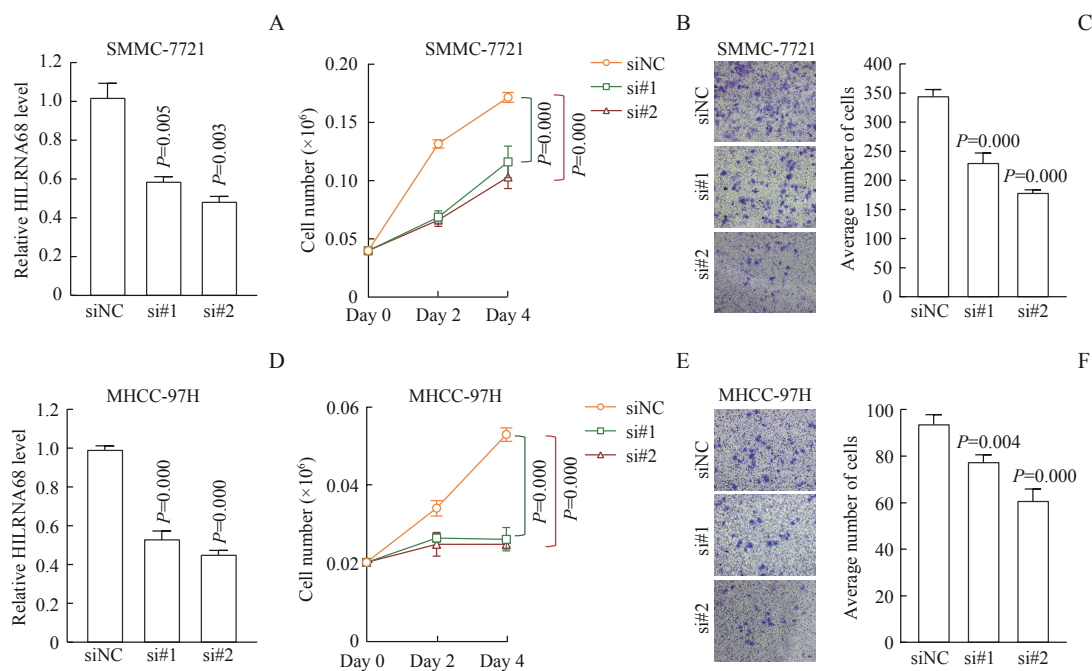 A
SMMC-7721
Relative HILRNA68 level
1.2
1.0
0.8
0.6
0.4
0.2
0
P=0.005
P=0.003
siNC
si#1
si#2
B
SMMC-7721
Cell number (×10⁶)
0.20
0.15
0.10
0.05
0
Day 0
Day 2
Day 4
siNC
si#1
si#2
P=0.000
P=0.000
C
SMMC-7721
siNC
si#1
si#2
Average number of cells
400
350
300
250
200
150
100
50
0
P=0.000
P=0.000
siNC
si#1
si#2
D
MHCC-97H
Relative HILRNA68 level
1.2
1.0
0.8
0.6
0.4
0.2
0
P=0.000
P=0.000
siNC
si#1
si#2
E
MHCC-97H
Cell number (×10⁶)
0.06
0.04
0.02
0
Day 0
Day 2
Day 4
siNC
si#1
si#2
P=0.000
P=0.000
F
MHCC-97H
siNC
si#1
si#2
Average number of cells
100
80
60
40
20
0
P=0.004
P=0.000
siNC
si#1
si#2